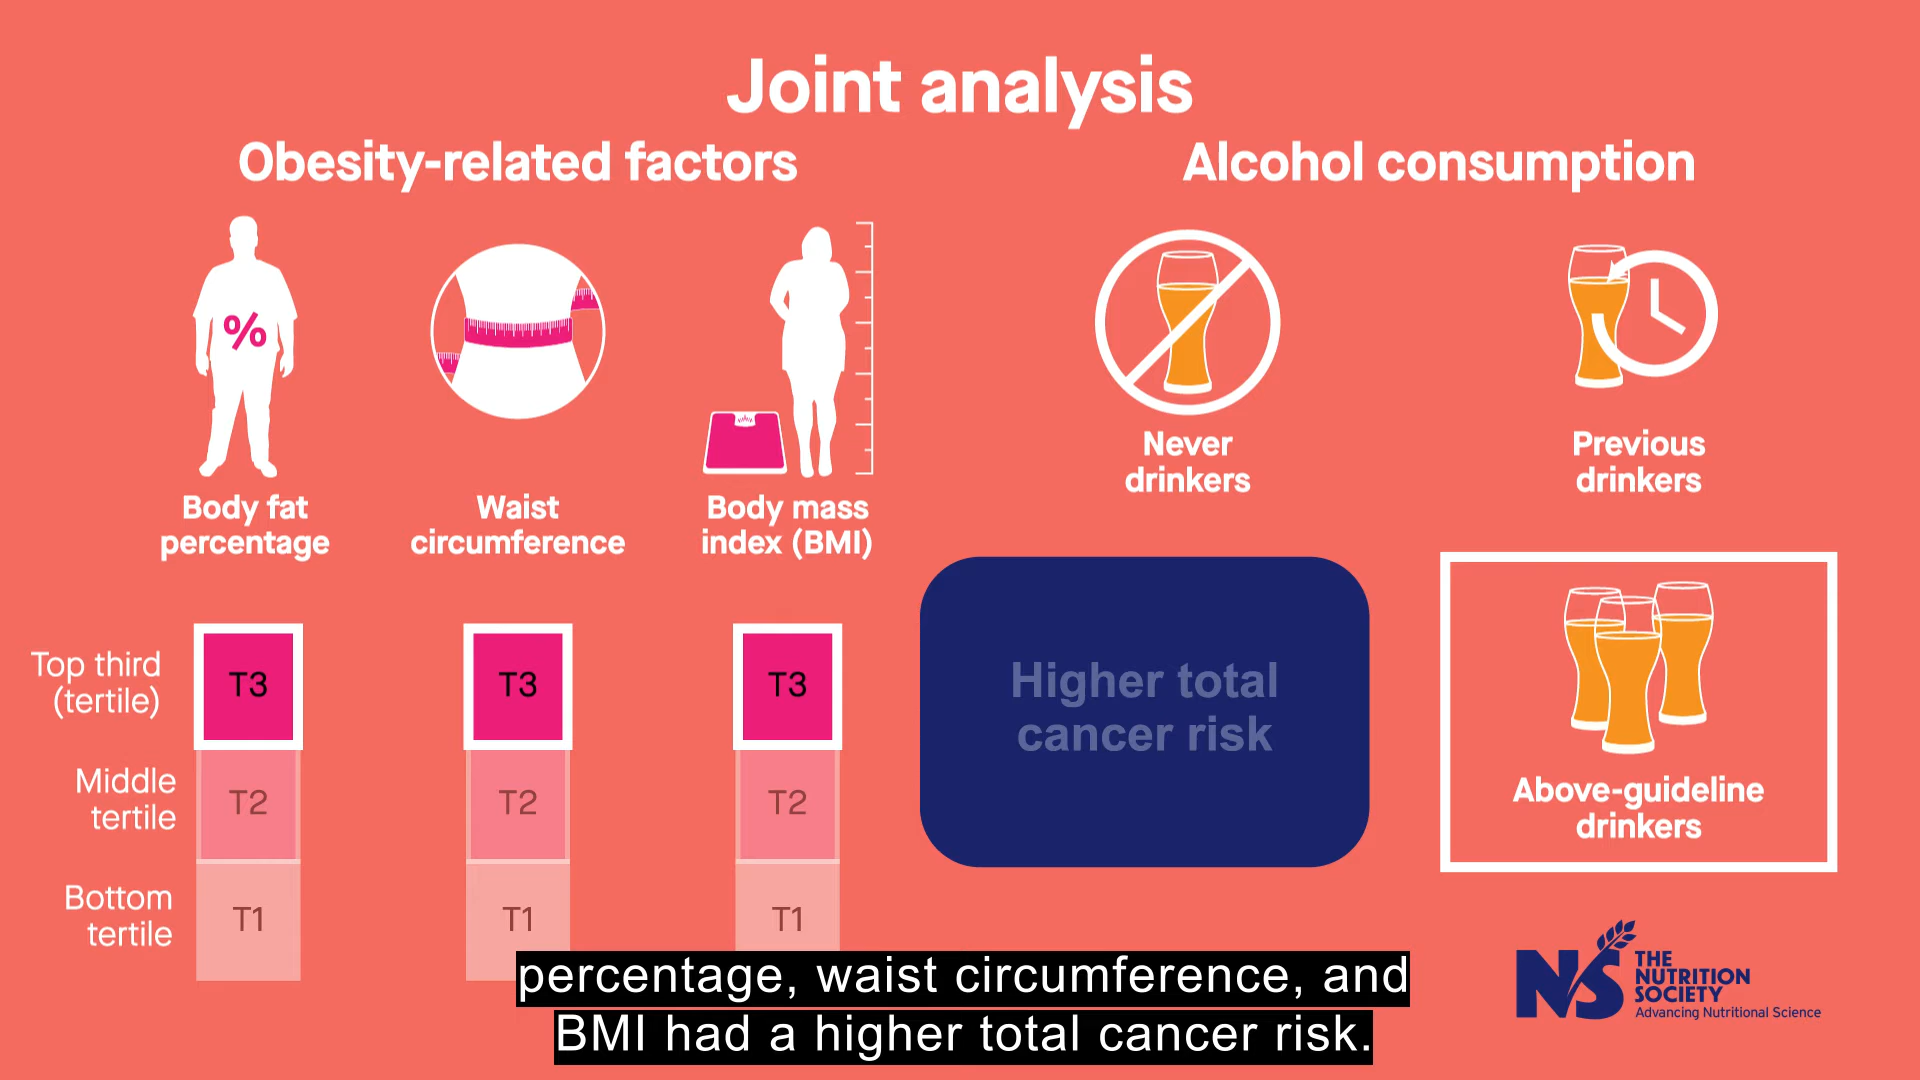 Joint analysis
Obesity-related factors
Alcohol consumption
%
Body fat
percentage
Waist
circumference
Body mass
index (BMI)
Never
drinkers
Previous
drinkers
Top third
(tertile)
T3
T3
T3
Middle
tertile
T2
T2
T2
Bottom
tertile
T1
T1
T1
Higher total
cancer risk
Above-guideline
drinkers
percentage, waist circumference, and
BMI had a higher total cancer risk.
NS
THE
NUTRITION
SOCIETY
Advancing Nutritional Science